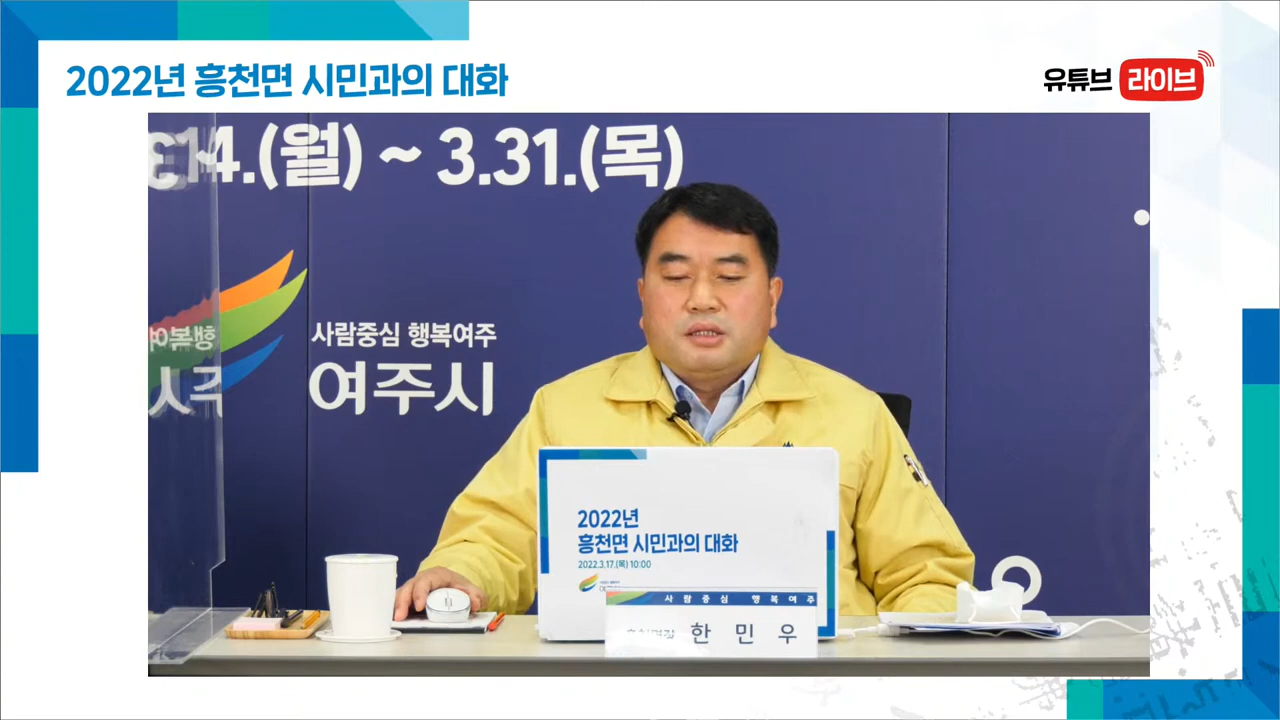 2022년 흥천면 시민과의 대화
유튜브 라이브
14.(월) ~ 3.31.(목)
사람중심 행복여주
여주시
2022년
흥천면 시민과의 대화
2022.3.17.(목) 10:00
사람중심 행복여주
한 민 우